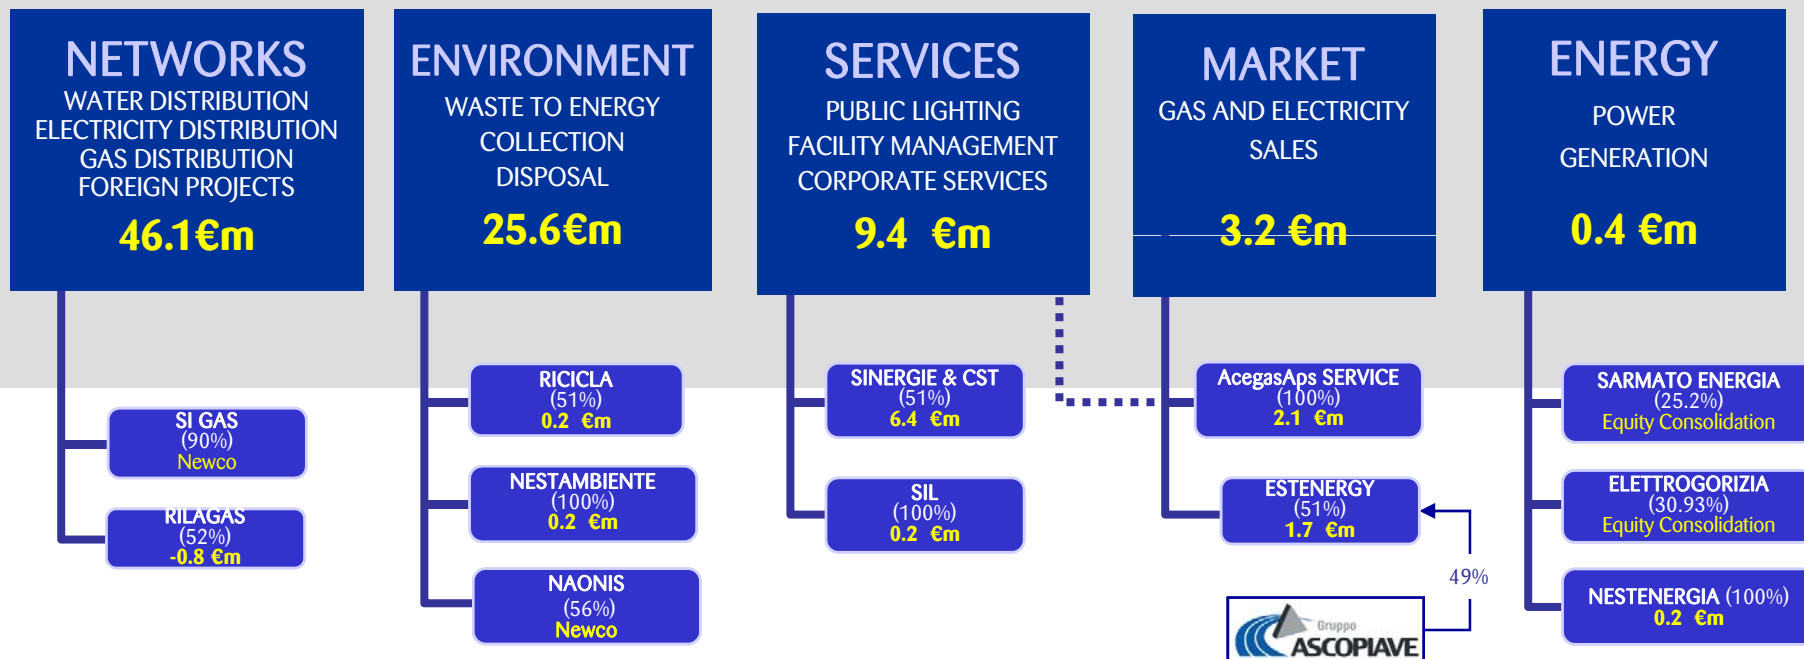 NETWORKS
WATER DISTRIBUTION
ELECTRICITY DISTRIBUTION
GAS DISTRIBUTION
FOREIGN PROJECTS
46.1€m
SI GAS
(90%)
Newco
RILAGAS
(52%)
-0.8 €m
ENVIRONMENT
WASTE TO ENERGY
COLLECTION
DISPOSAL
25.6€m
RICICLA
(51%)
0.2 €m
NESTAMBIENTE
(100%)
0.2 €m
NAONIS
(56%)
Newco
SERVICES
PUBLIC LIGHTING
FACILITY MANAGEMENT
CORPORATE SERVICES
9.4 €m
SINERGIE & CST
(51%)
6.4 €m
SIL
(100%)
0.2 €m
MARKET
GAS AND ELECTRICITY
SALES
3.2 €m
AcegasAps SERVICE
(100%)
2.1 €m
ESTENERGY
(51%)
1.7 €m
49%
Gruppo
ASCOPIAVE
ENERGY
POWER
GENERATION
0.4 €m
SARMATO ENERGIA
(25.2%)
Equity Consolidation
ELETTROGORIZIA
(30.93%)
Equity Consolidation
NESTENERGIA (100%)
0.2 €m